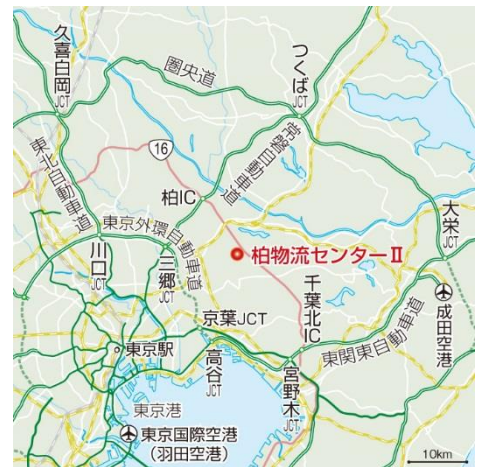 久喜白岡
JCT
圏央道
つくば
JCT
16
常磐自動車道
東北自動車道
柏IC
東京外環自動車道
川口
JCT
三郷
JCT
柏物流センターⅡ
大栄
JCT
千葉北IC
京葉JCT
成田空港
東関東自動車道
東京駅
高谷
JCT
宮野木
JCT
東京港
東京国際空港
(羽田空港)
10km